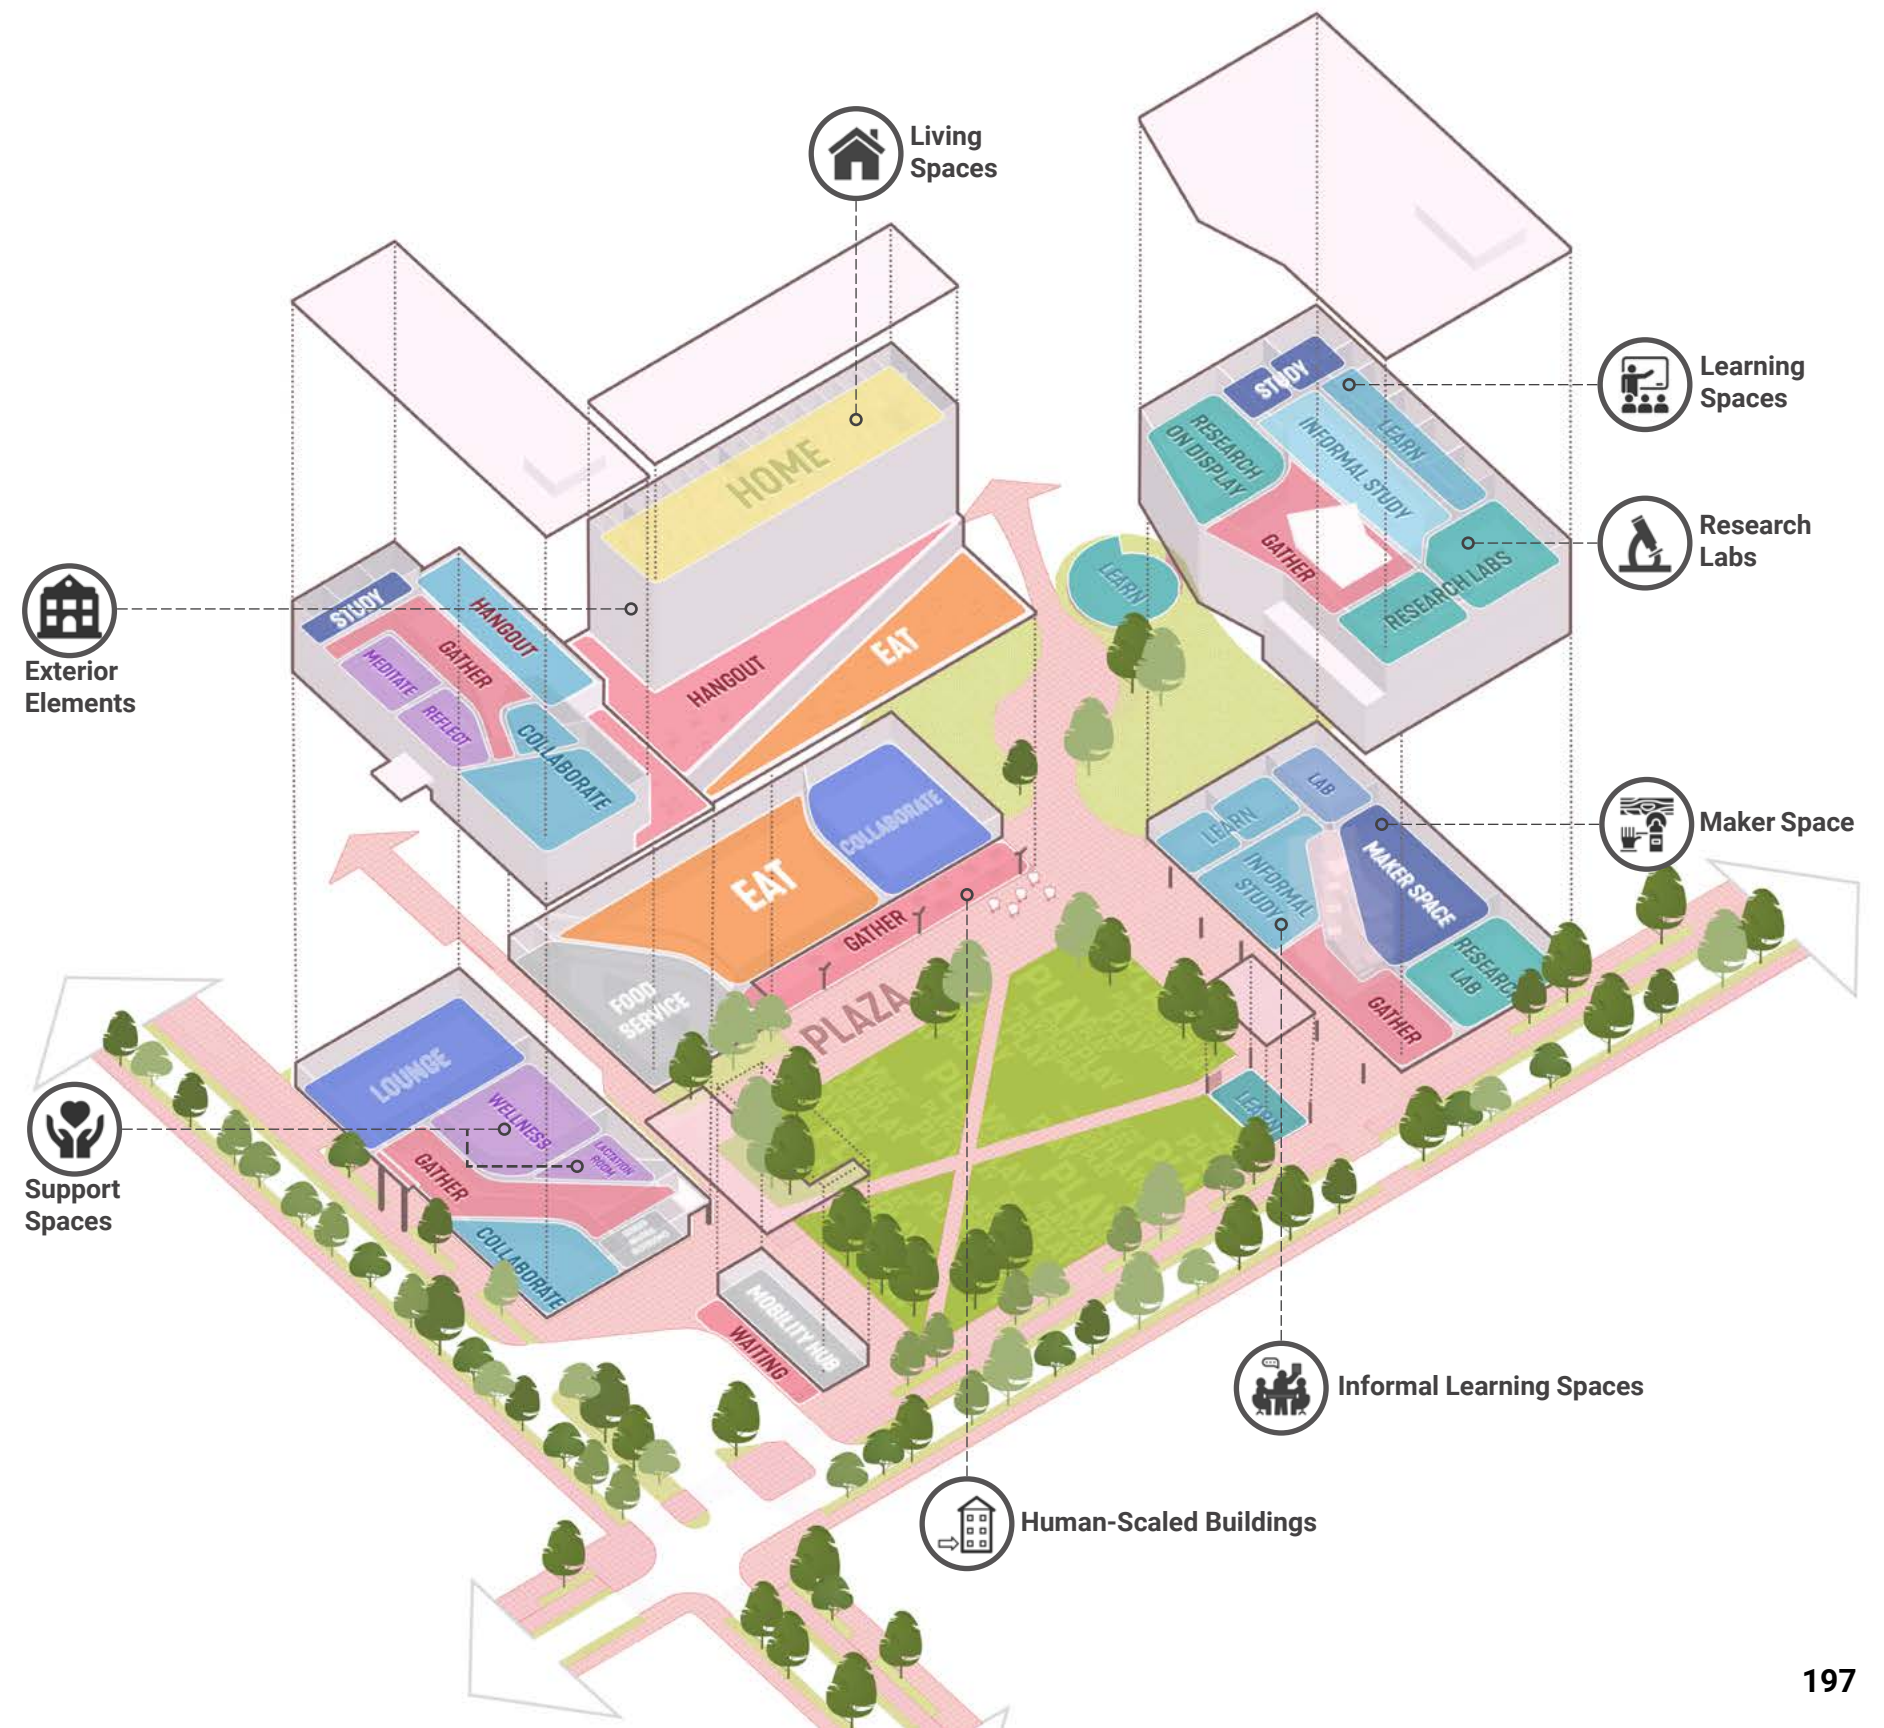 Living
Spaces
Learning
Spaces
Research
Labs
Maker Space
Exterior
Elements
Support
Spaces
Informal Learning Spaces
Human-Scaled Buildings
HOME
HANGOUT
EAT
STUDY
HANGOUT
GATHER
MEDITATE
REFLECT
COLLABORATE
STUDY
LEARN
RESEARCH
ON DISPLAY
INFORMAL STUDY
GATHER
RESEARCH LABS
LEARN
EAT
COLLABORATE
GATHER
FOOD
SERVICE
PLAZA
LAB
LEARN
INFORMAL
STUDY
MAKER SPACE
RESEARCH
LAB
GATHER
LEARN
LOUNGE
WELLNESS
LACTATION
ROOM
GATHER
COLLABORATE
PLAY
MOBILITY HUB
WAITING
197